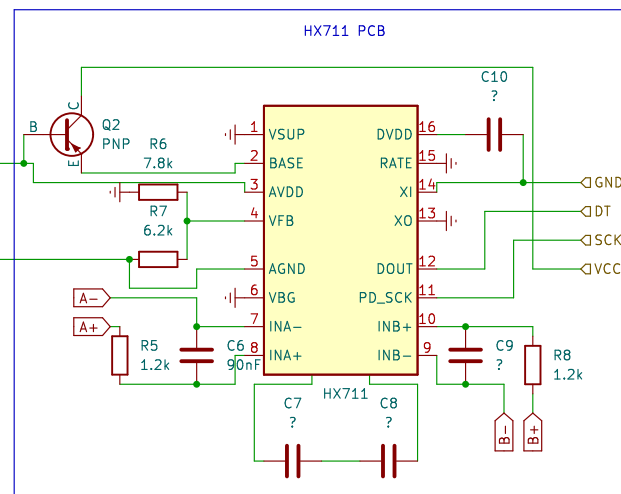 HX711 PCB
C10
?
C
Q2
PNP
B
E
R6
7.8k
R7
6.2k
1 VSUP
2 BASE
3 AVDD
4 VFB
5 AGND
6 VBG
7 INA-
8 INA+
DVDD 16
RATE 15
XI 14
XO 13
DOUT 12
PD_SCK 11
INB+ 10
INB- 9
HX711
GND
DT
SCK
VCC
A-
A+
R5
1.2k
C6
90nF
C9
?
R8
1.2k
C7
?
C8
?
B-
B+